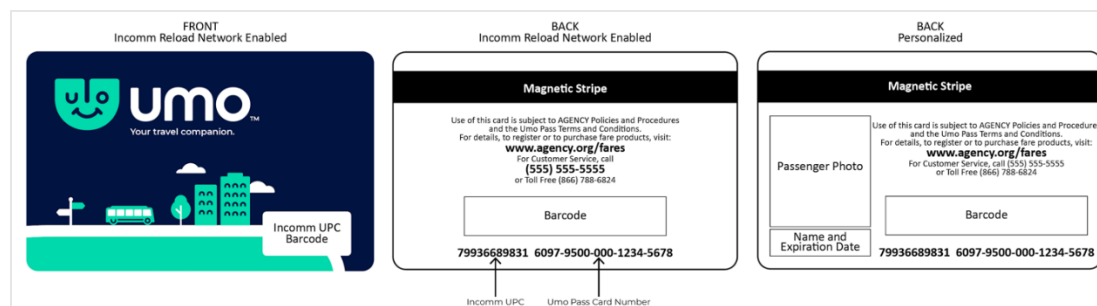 FRONT
Incomm Reload Network Enabled
umo
umo™
Your travel companion.
Incomm UPC
Barcode
BACK
Incomm Reload Network Enabled
Magnetic Stripe
Use of this card is subject to AGENCY Policies and Procedures
and the Umo Pass Terms and Conditions.
For details, to register or to purchase fare products, visit:
www.agency.org/fares
For Customer Service, call
(555) 555-5555
or Toll Free (866) 788-6824
Barcode
79936689831 6097-9500-000-1234-5678
Incomm UPC
Umo Pass Card Number
BACK
Personalized
Magnetic Stripe
Passenger Photo
Name and
Expiration Date
Use of this card is subject to AGENCY Policies and Procedure
and the Umo Pass Terms and Conditions.
For details, to register or to purchase fare products, visit:
www.agency.org/fares
For Customer Service, call (555) 555-5555
or Toll Free (866) 788-6824
Barcode
79936689831 6097-9500-000-1234-5678